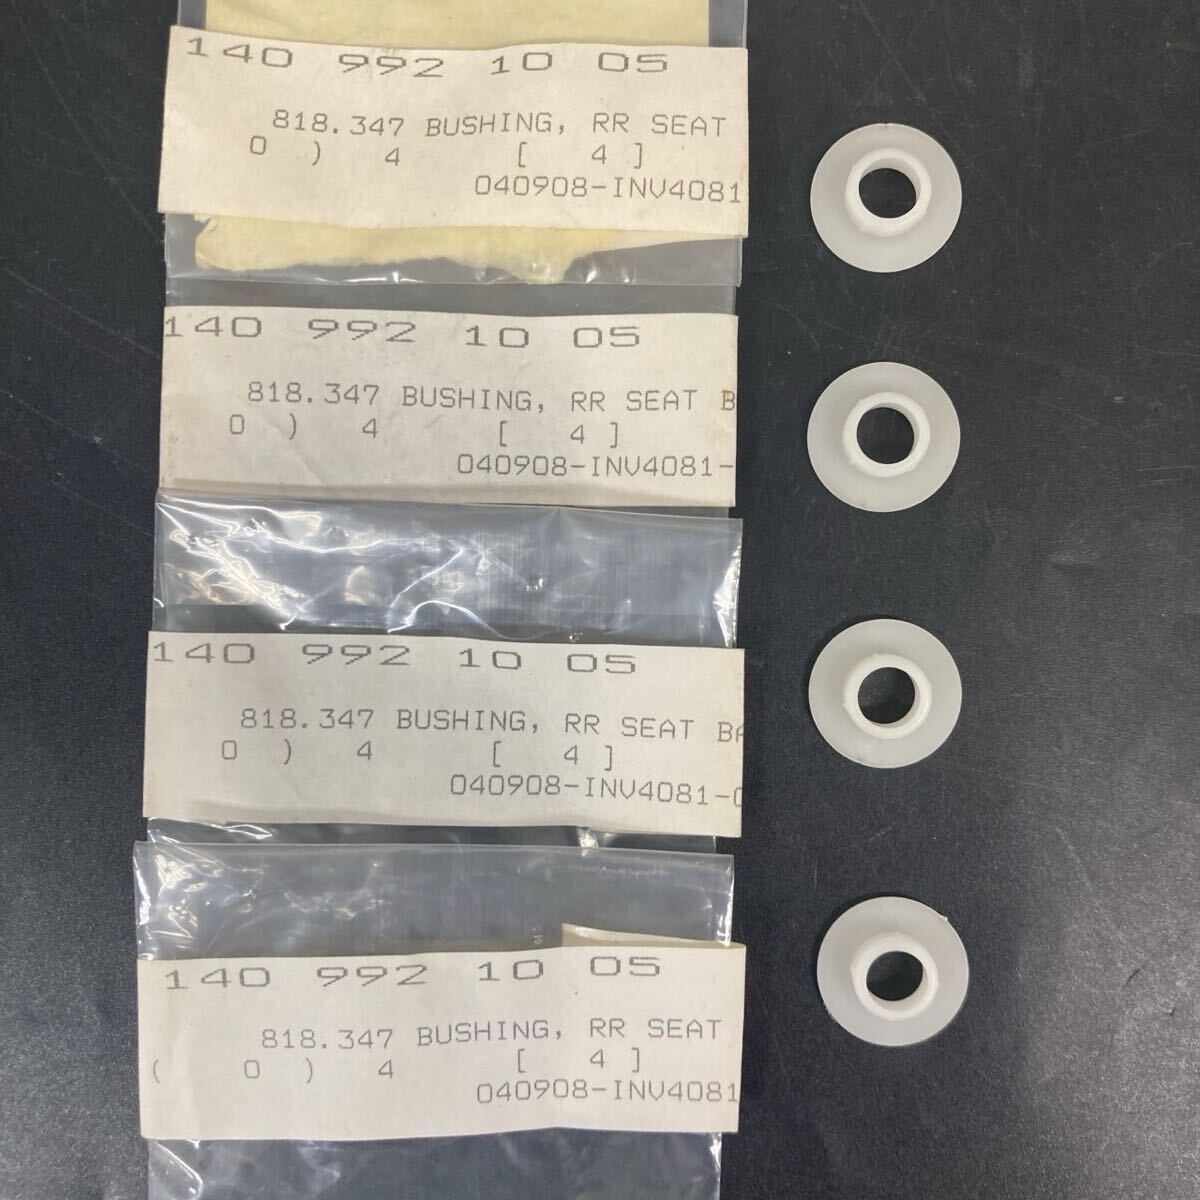 140 992 10 05
818.347 BUSHING, RR SEAT
0 ) 4 [ 4 ]
040908-INV4081
140 992 10 05
818.347 BUSHING, RR SEAT B
0 ) 4 [ 4 ]
040908-INV4081-
140 992 10 05
818.347 BUSHING, RR SEAT BA
0 ) 4 [ 4 ]
040908-INV4081-0
140 992 10 05
818.347 BUSHING, RR SEAT
( 0 ) 4 [ 4 ]
040908-INV4081